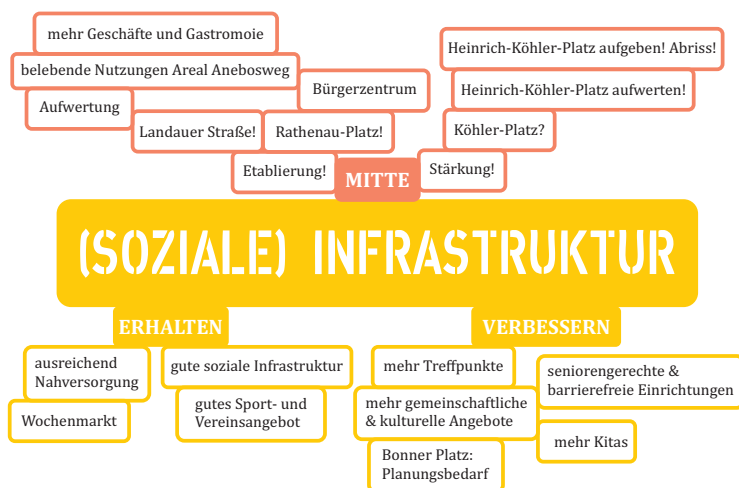 mehr Geschäfte und Gastromoie
belebende Nutzungen Areal Anebosweg
Aufwertung
Bürgerzentrum
Landauer Straße!
Rathenau-Platz!
Etablierung!
Heinrich-Köhler-Platz aufgeben! Abriss!
Heinrich-Köhler-Platz aufwerten!
Köhler-Platz?
Stärkung!
MITTE
(SOZIALE) INFRASTRUKTUR
ERHALTEN
ausreichend
Nahversorgung
gute soziale Infrastruktur
Wochenmarkt
gutes Sport- und
Vereinsangebot
VERBESSERN
mehr Treffpunkte
seniorengerechte &
barrierefreie Einrichtungen
mehr gemeinschaftliche
& kulturelle Angebote
mehr Kitas
Bonner Platz:
Planungsbedarf